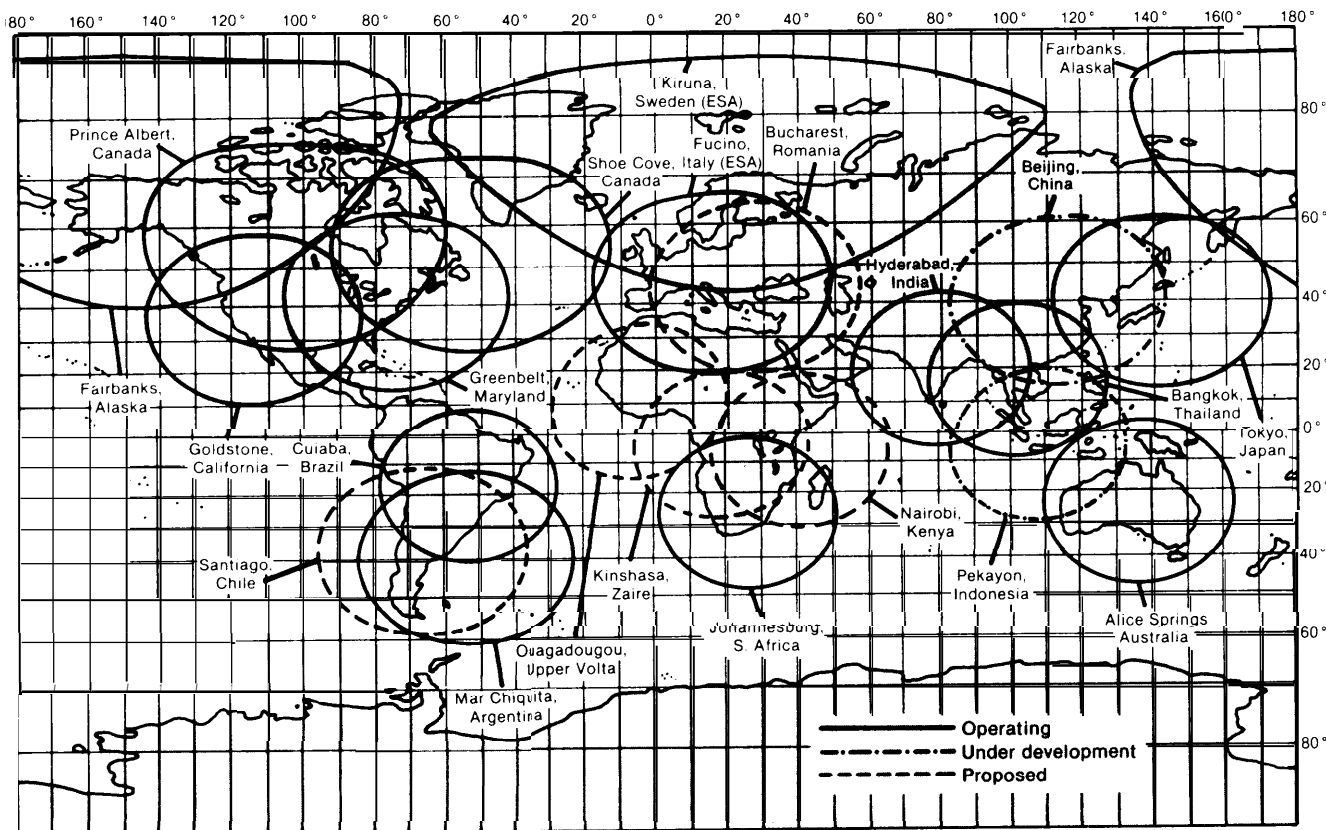 180° 160° 140° 120° 100° 80° 60° 40° 20° 0° 20° 40° 60° 80° 100° 120° 140° 160° 180°
Fairbanks,
Alaska
Kiruna,
Sweden (ESA)
80°
Prince Albert,
Canada
Fucino,
Italy (ESA)
Bucharest,
Romania
Shoe Cove,
Canada
Beijing,
China
60°
Hyderabad,
India
40°
20°
Fairbanks,
Alaska
Greenbelt,
Maryland
Bangkok,
Thailand
0°
Goldstone,
California
Cuiaba,
Brazil
Tokyo,
Japan
20°
Nairobi,
Kenya
Santiago,
Chile
Kinshasa,
Zaire
Pekayon,
Indonesia
40°
Johannesburg,
S. Africa
Alice Springs
Australia
60°
Ouagadougou,
Upper Volta
Mar Chiquita,
Argentina
Operating
Under development
Proposed
80°